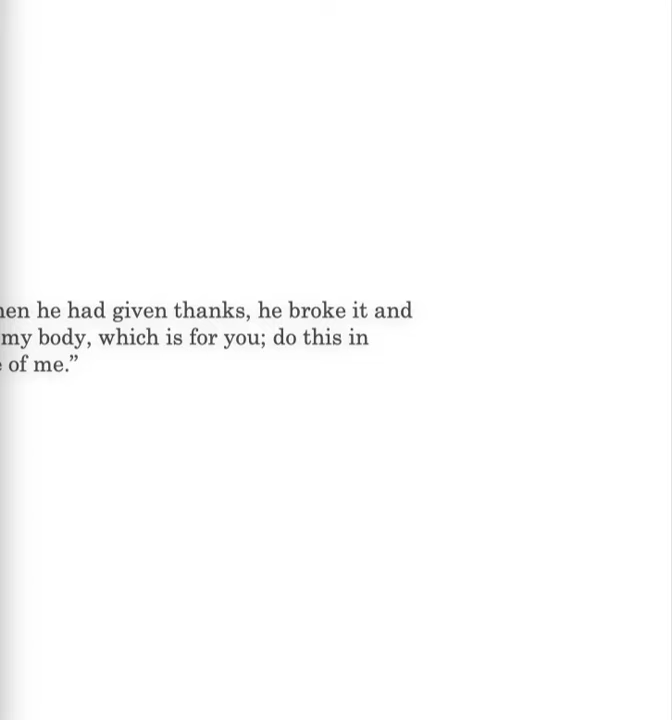 he had given thanks, he broke it and
my body, which is for you; do this in
of me.”